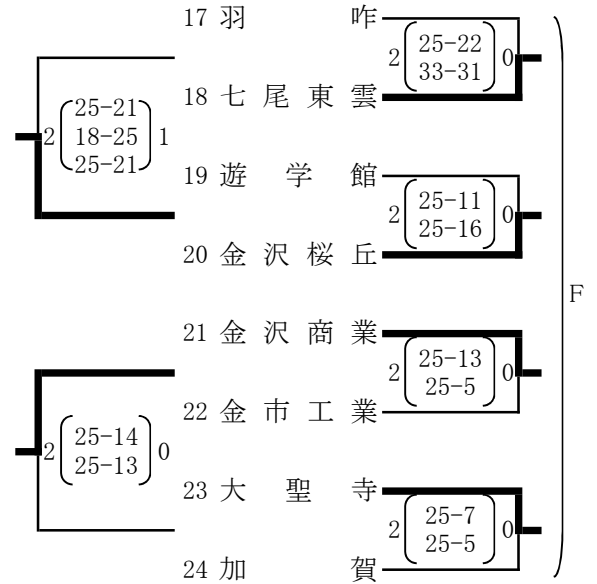 17 羽 咋
2 25-22 0
33-31
18 七 尾 東 雲
25-21
2 18-25 1
25-21
19 遊 学 館
2 25-11 0
25-16
20 金 沢 桜 丘
F
21 金 沢 商 業
2 25-13 0
25-5
22 金 市 工 業
2 25-14 0
25-13
23 大 聖 寺
2 25-7 0
25-5
24 加 賀